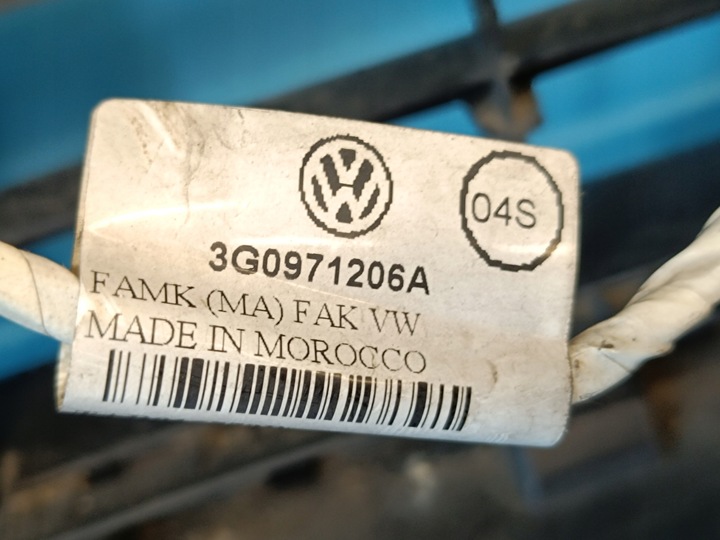 04S
3G0971206A
FAMK (MA) FAK VW
MADE IN MOROCCO